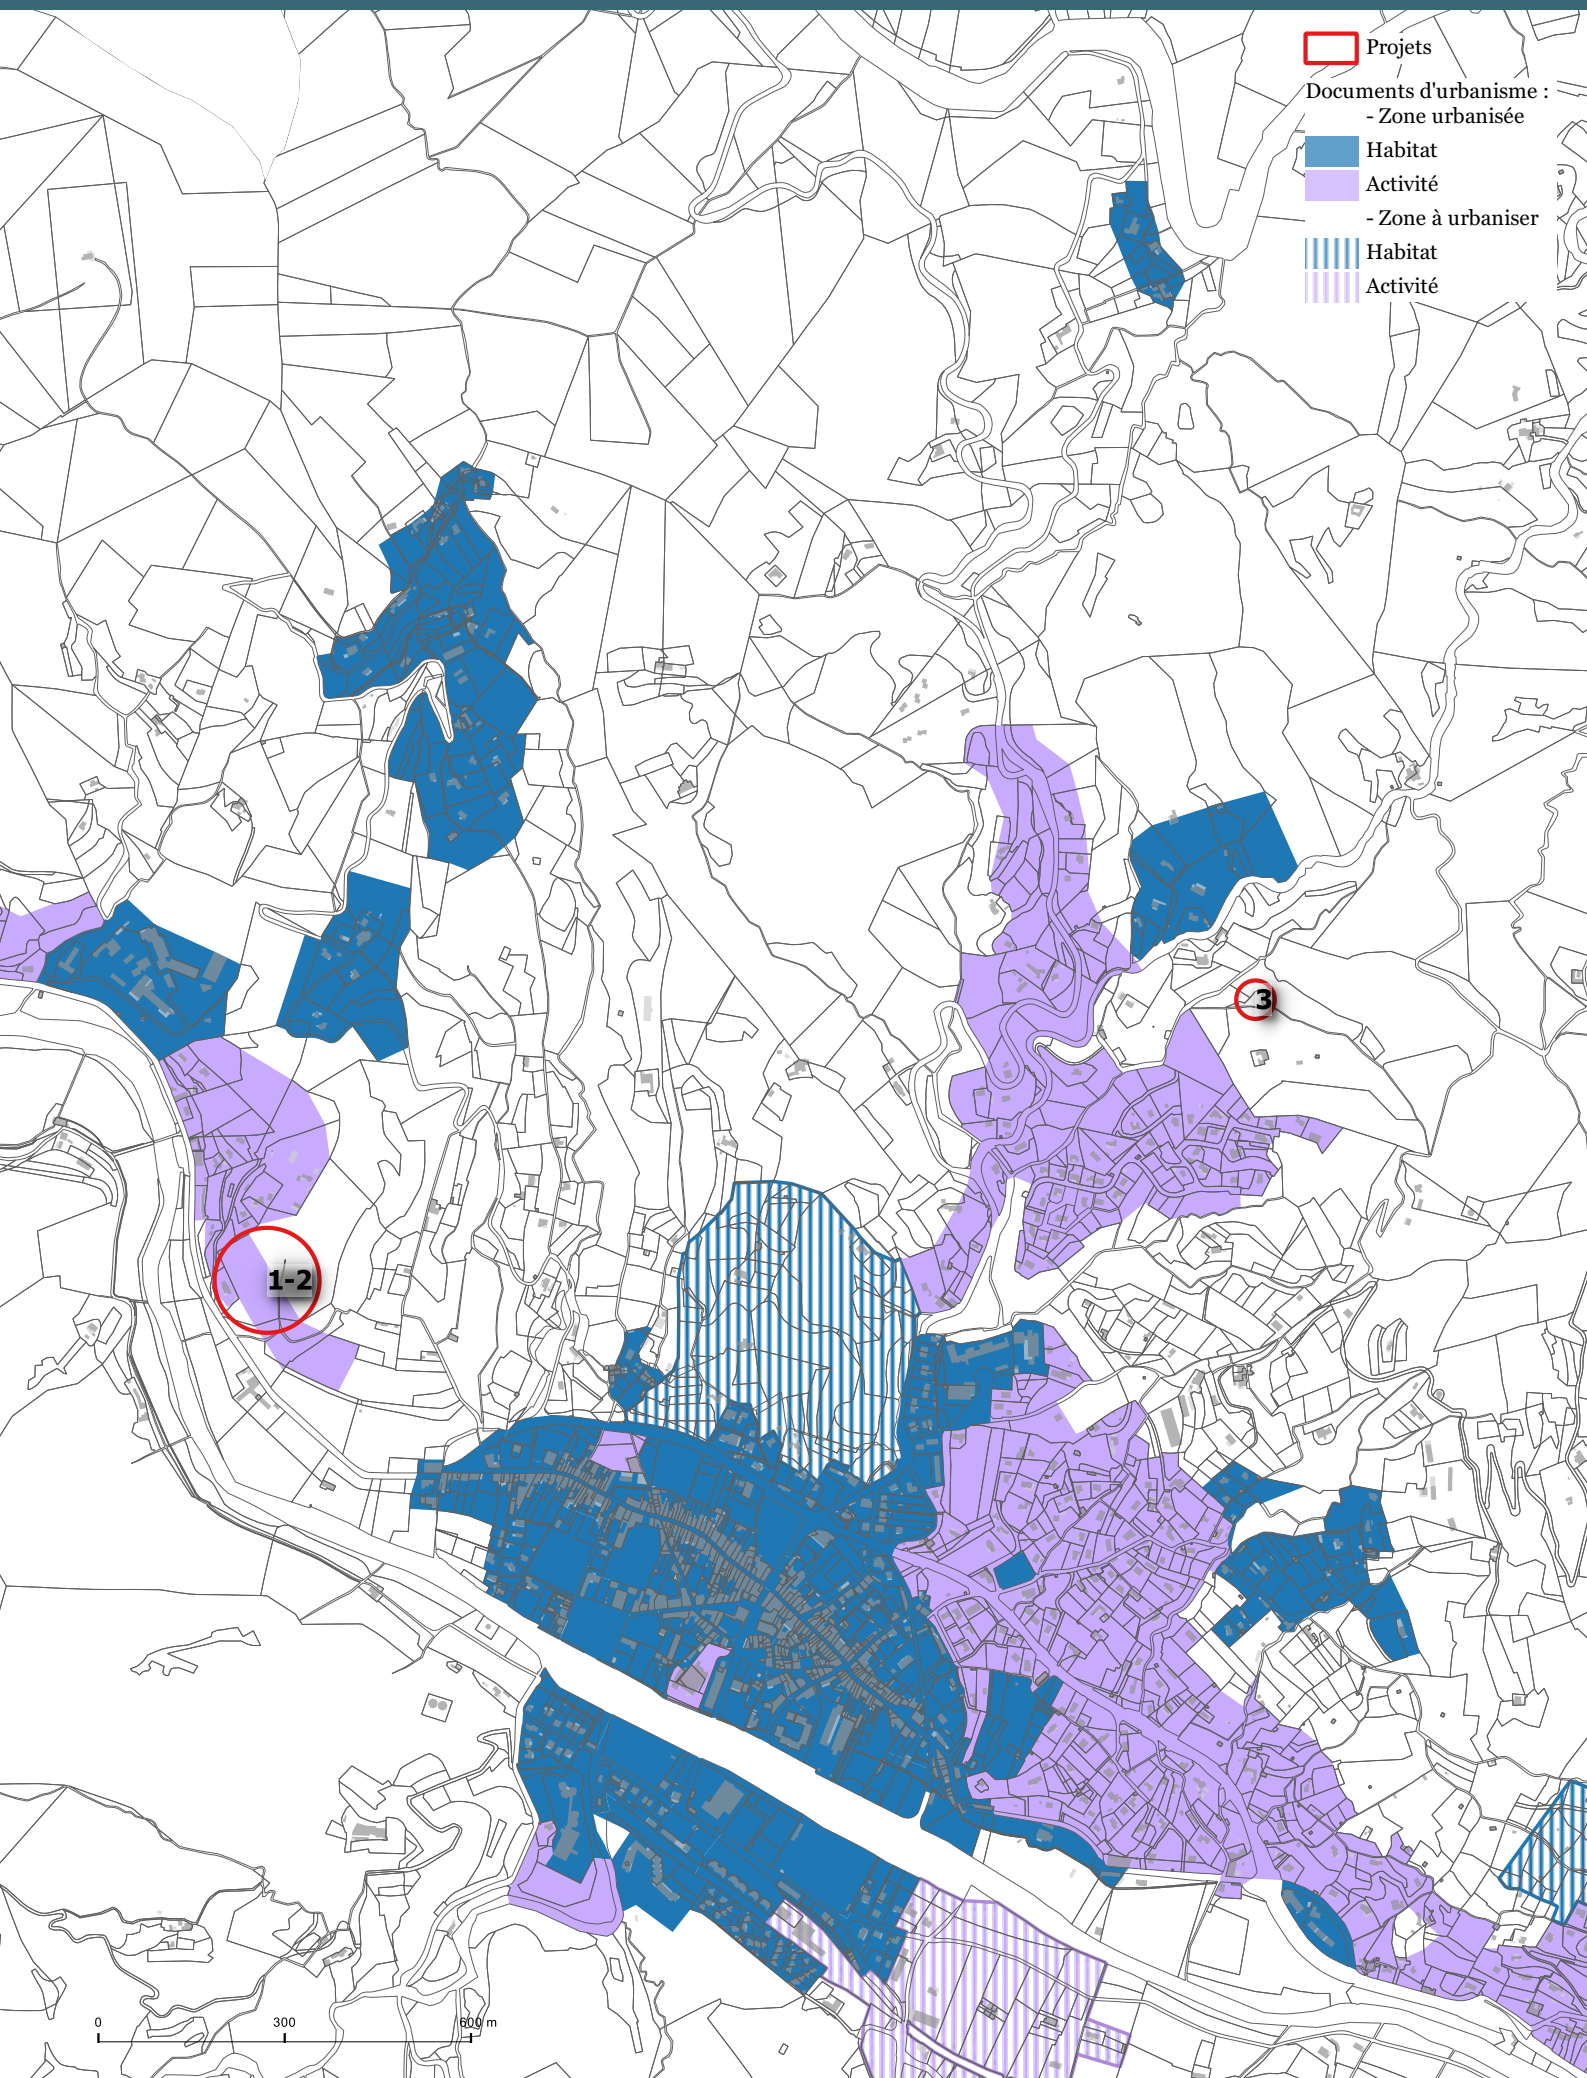 Projets
Documents d'urbanisme :
- Zone urbanisée
Habitat
Activité
- Zone à urbaniser
Habitat
Activité
3
1-2
0 300 600 m